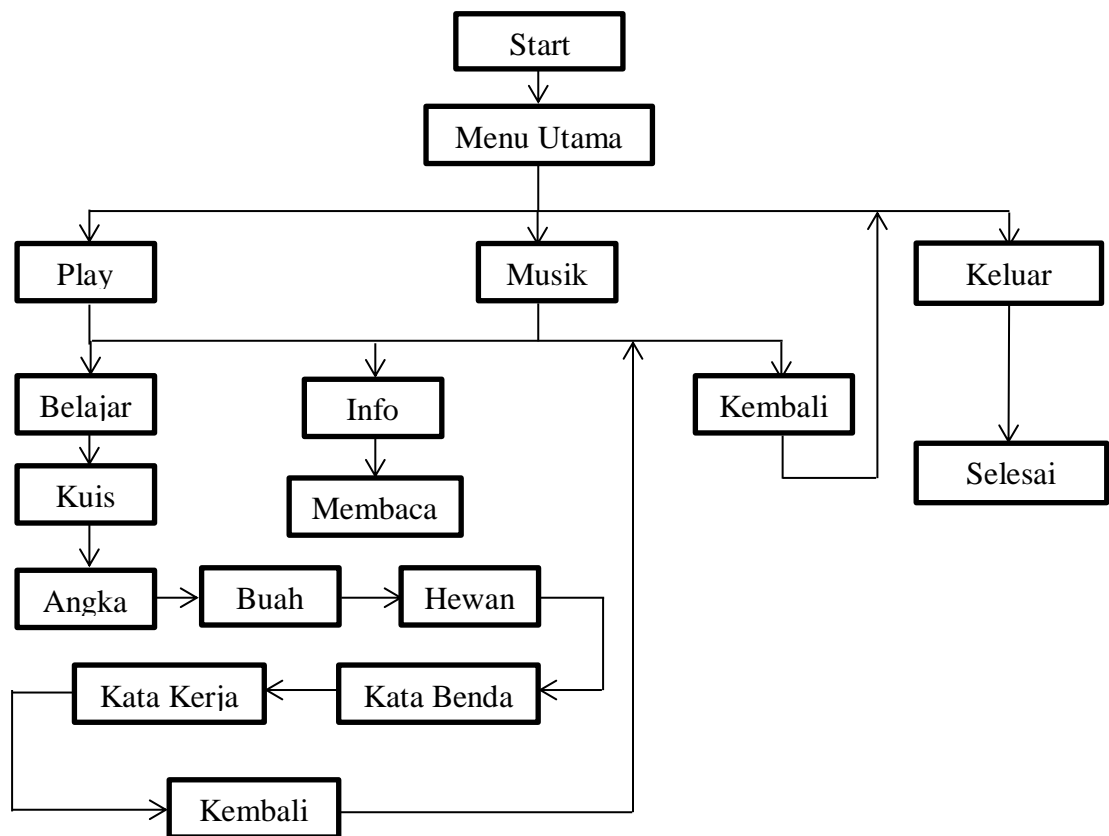 Start
Menu Utama
Play
Musik
Keluar
Belajar
Info
Kembali
Kuis
Membaca
Selesai
Angka
Buah
Hewan
Kata Kerja
Kata Benda
Kembali